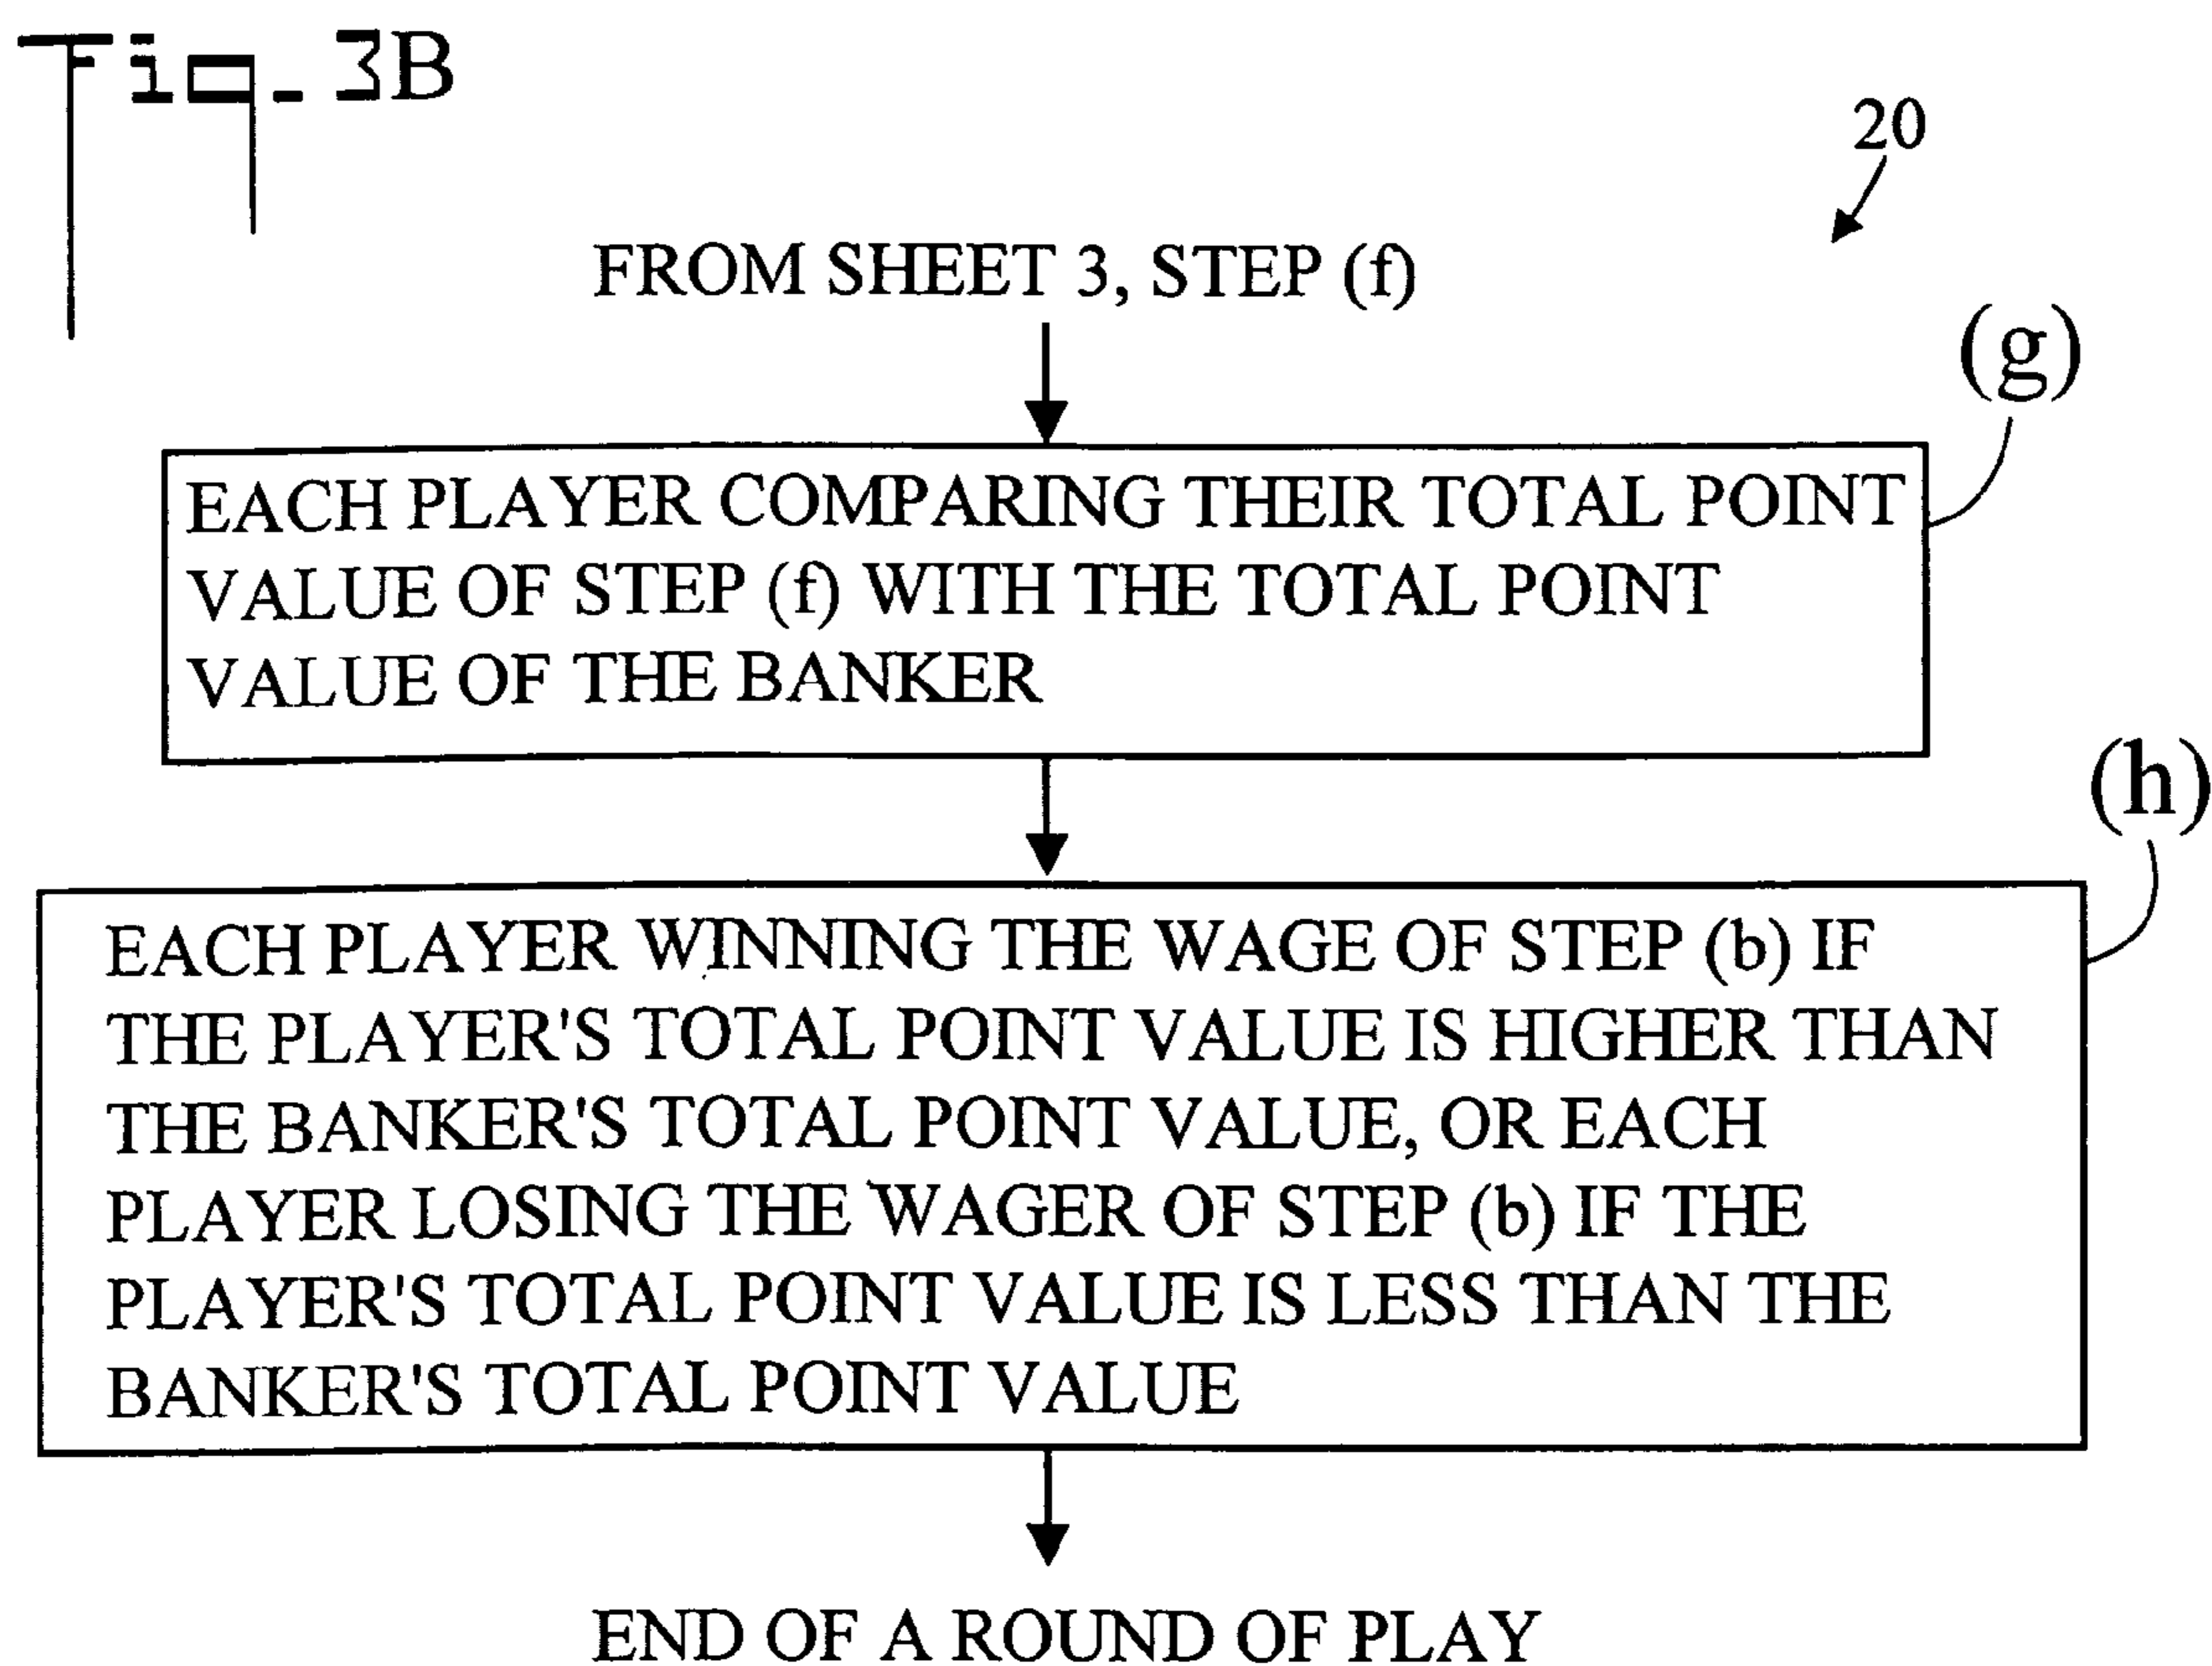 Fig_3B
20
FROM SHEET 3, STEP (f)
(g)
EACH PLAYER COMPARING THEIR TOTAL POINT
VALUE OF STEP (f) WITH THE TOTAL POINT
VALUE OF THE BANKER
(h)
EACH PLAYER WINNING THE WAGE OF STEP (b) IF
THE PLAYER'S TOTAL POINT VALUE IS HIGHER THAN
THE BANKER'S TOTAL POINT VALUE, OR EACH
PLAYER LOSING THE WAGER OF STEP (b) IF THE
PLAYER'S TOTAL POINT VALUE IS LESS THAN THE
BANKER'S TOTAL POINT VALUE
END OF A ROUND OF PLAY